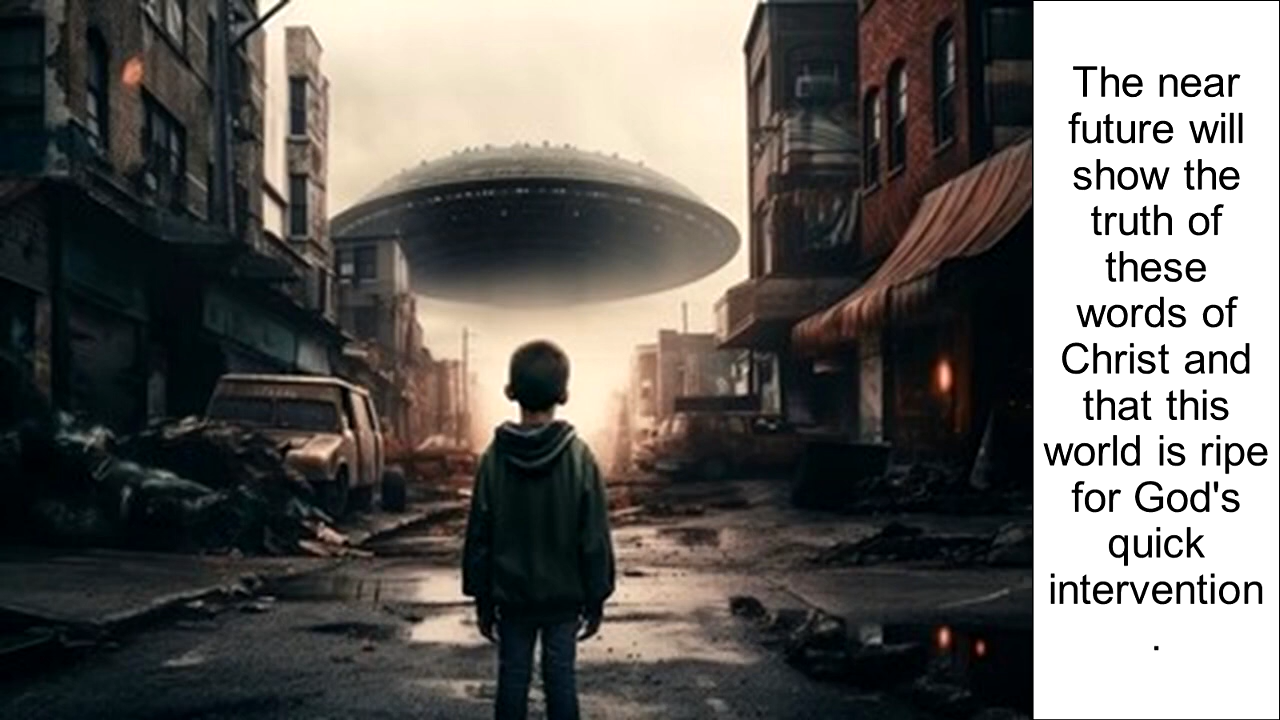 The near
future will
show the
truth of
these
words of
Christ and
that this
world is ripe
for God's
quick
intervention
.